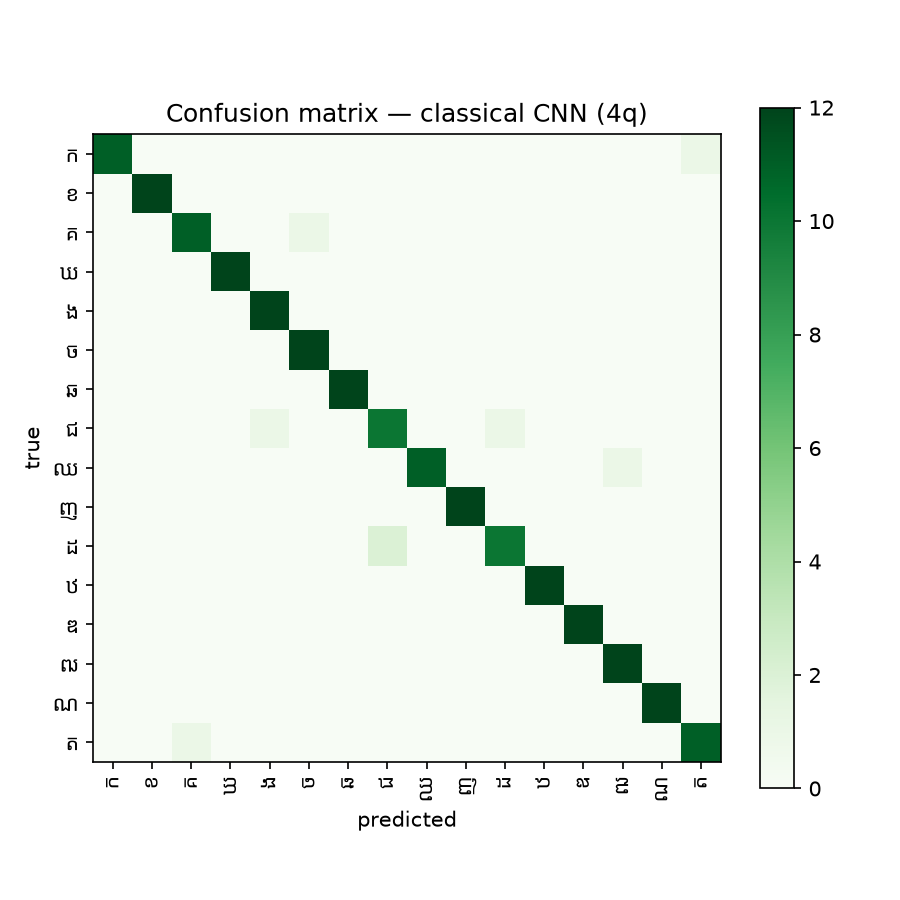 Confusion matrix — classical CNN (4q)
12
10
8
6
4
2
0
true
ក
ខ
គ
ឃ
ង
ច
ឆ
ជ
ឈ
ញ
ដ
ឋ
ឌ
ឍ
ណ
ត
ក ខ គ ឃ ង ច ឆ ជ ឈ ញ ដ ឋ ឌ ឍ ណ ត
predicted